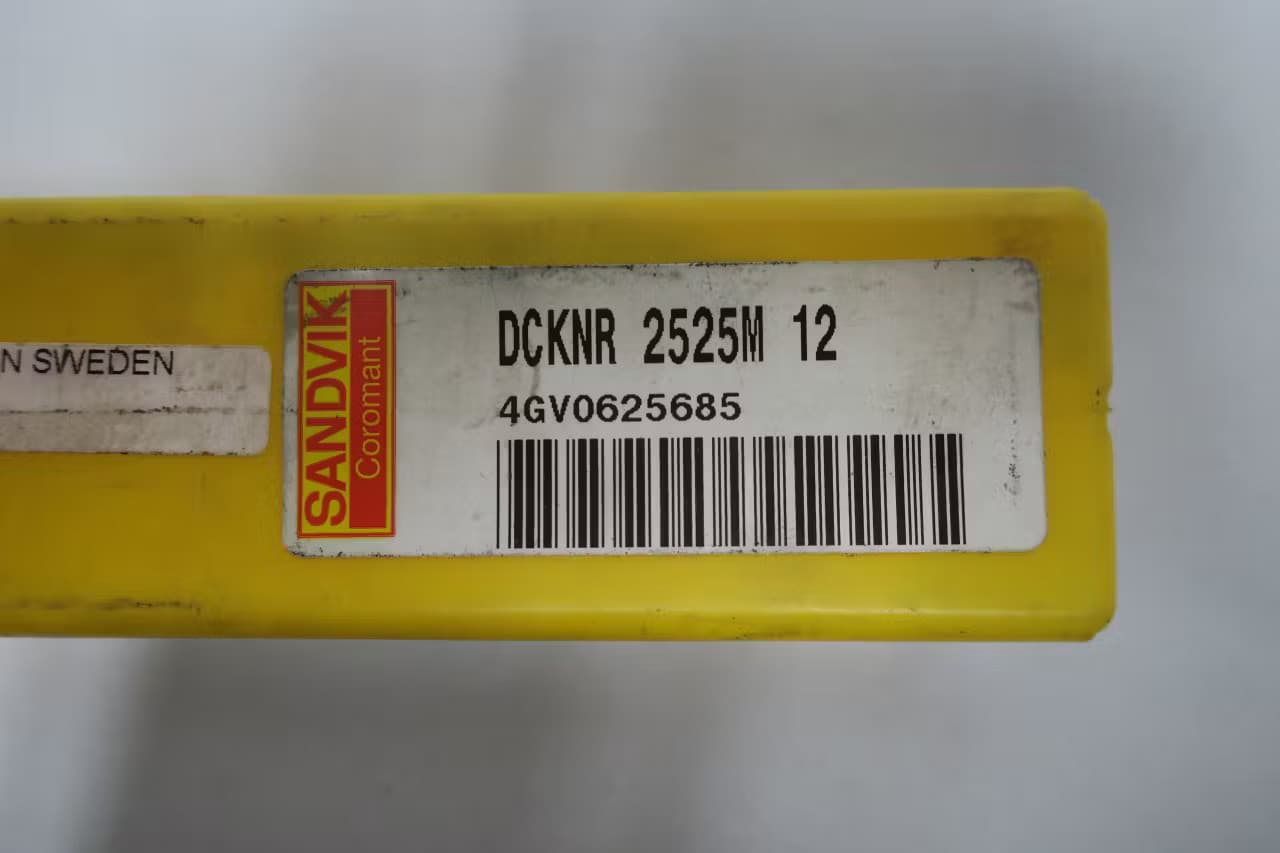 N SWEDEN
SANDVIK
Coromant
DCKNR 2525M 12
4GV0625685